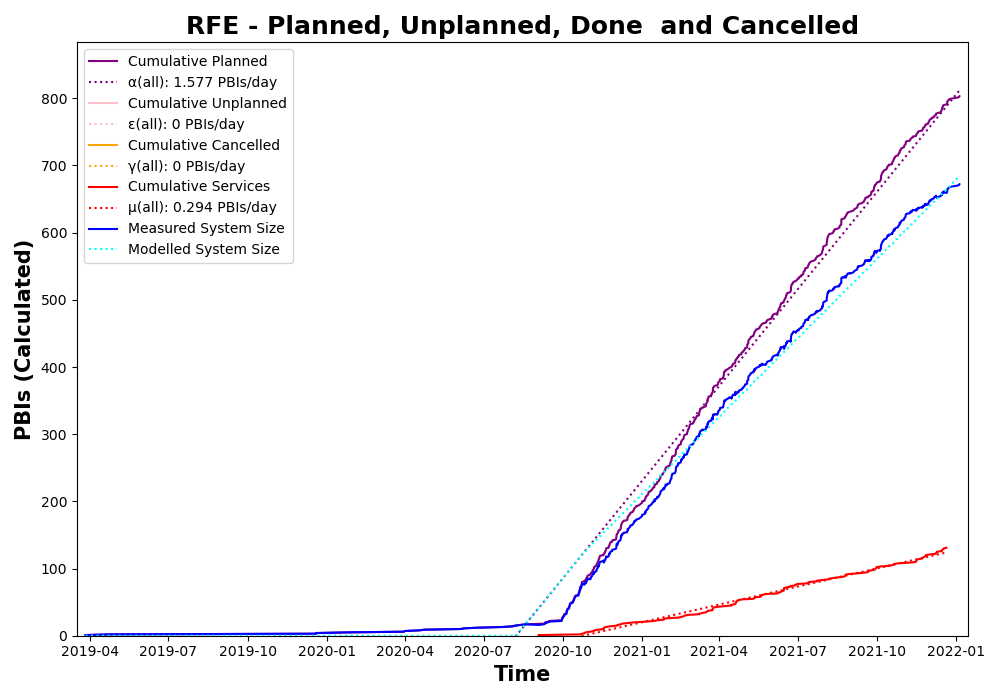 RFE - Planned, Unplanned, Done  and Cancelled
Cumulative Planned
α(all): 1.577 PBIs/day
Cumulative Unplanned
ε(all): 0 PBIs/day
Cumulative Cancelled
γ(all): 0 PBIs/day
Cumulative Services
μ(all): 0.294 PBIs/day
Measured System Size
Modelled System Size
PBIs (Calculated)
800
700
600
500
400
300
200
100
0
2019-04 2019-07 2019-10 2020-01 2020-04 2020-07 2020-10 2021-01 2021-04 2021-07 2021-10 2022-01
Time